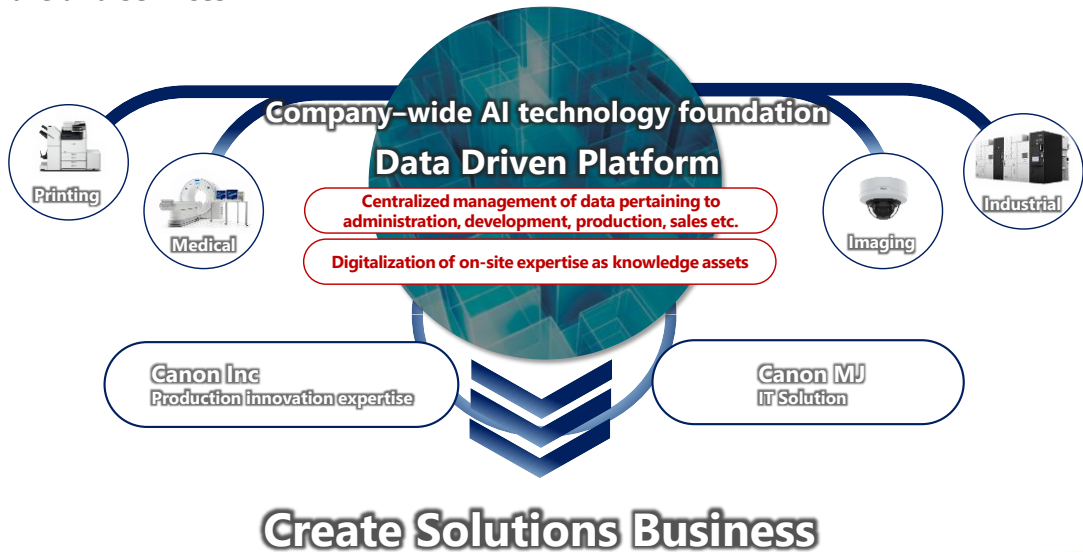 Company–wide AI technology foundation
Data Driven Platform
Centralized management of data pertaining to
administration, development, production, sales etc.
Digitalization of on-site expertise as knowledge assets
Printing
Medical
Imaging
Industrial
Canon Inc
Production innovation expertise
Canon MJ
IT Solution
Create Solutions Business